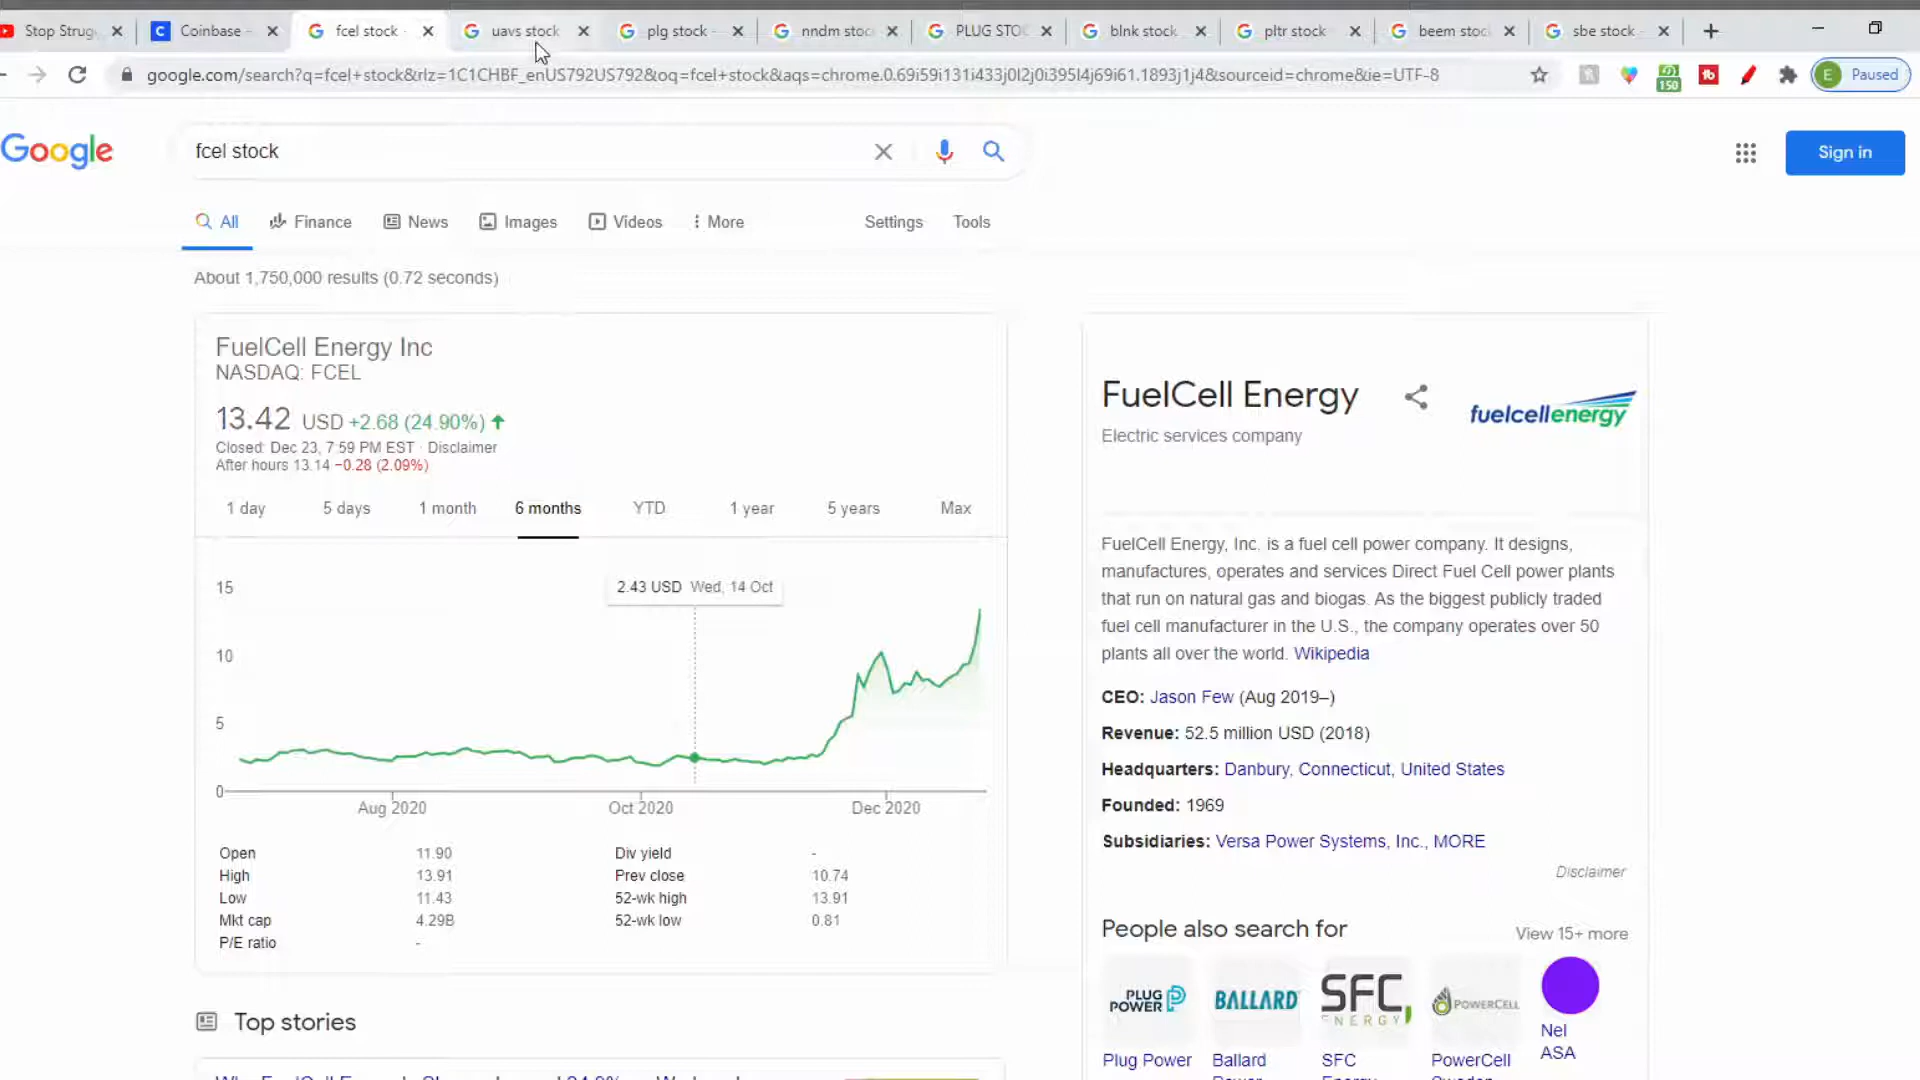 Stop Strug
Coinbase -
fcel stock -
uavs stock
plg stock -
nndm stoc
PLUG STO
blnk stock
pltr stock
beem stoc
sbe stock -
google.com/search?q=fcel+stock&rlz=1C1CHBF_enUS792US792&oq=fcel+stock&aqs=chrome.0.69i59i131i433j0l2j0i395l4j69i61.1893j1j4&sourceid=chrome&ie=UTF-8
150
E Paused
Google
fcel stock
Sign in
All
Finance
News
Images
Videos
More
Settings
Tools
About 1,750,000 results (0.72 seconds)
FuelCell Energy Inc
NASDAQ: FCEL
13.42 USD +2.68 (24.90%)
Closed: Dec 23, 7:59 PM EST · Disclaimer
After hours 13.14 −0.28 (2.09%)
1 day
5 days
1 month
6 months
YTD
1 year
5 years
Max
2.43 USD Wed, 14 Oct
15
10
5
0
Aug 2020
Oct 2020
Dec 2020
Open 11.90
High 13.91
Low 11.43
Mkt cap 4.29B
P/E ratio -
Div yield -
Prev close 10.74
52-wk high 13.91
52-wk low 0.81
Top stories
FuelCell Energy
Electric services company
fuelcellenergy
FuelCell Energy, Inc. is a fuel cell power company. It designs,
manufactures, operates and services Direct Fuel Cell power plants
that run on natural gas and biogas. As the biggest publicly traded
fuel cell manufacturer in the U.S., the company operates over 50
plants all over the world. Wikipedia
CEO: Jason Few (Aug 2019–)
Revenue: 52.5 million USD (2018)
Headquarters: Danbury, Connecticut, United States
Founded: 1969
Subsidiaries: Versa Power Systems, Inc., MORE
Disclaimer
People also search for
View 15+ more
PLUG POWER
BALLARD
SFC ENERGY
POWERCELL
Plug Power
Ballard
SFC
PowerCell
Nel
ASA